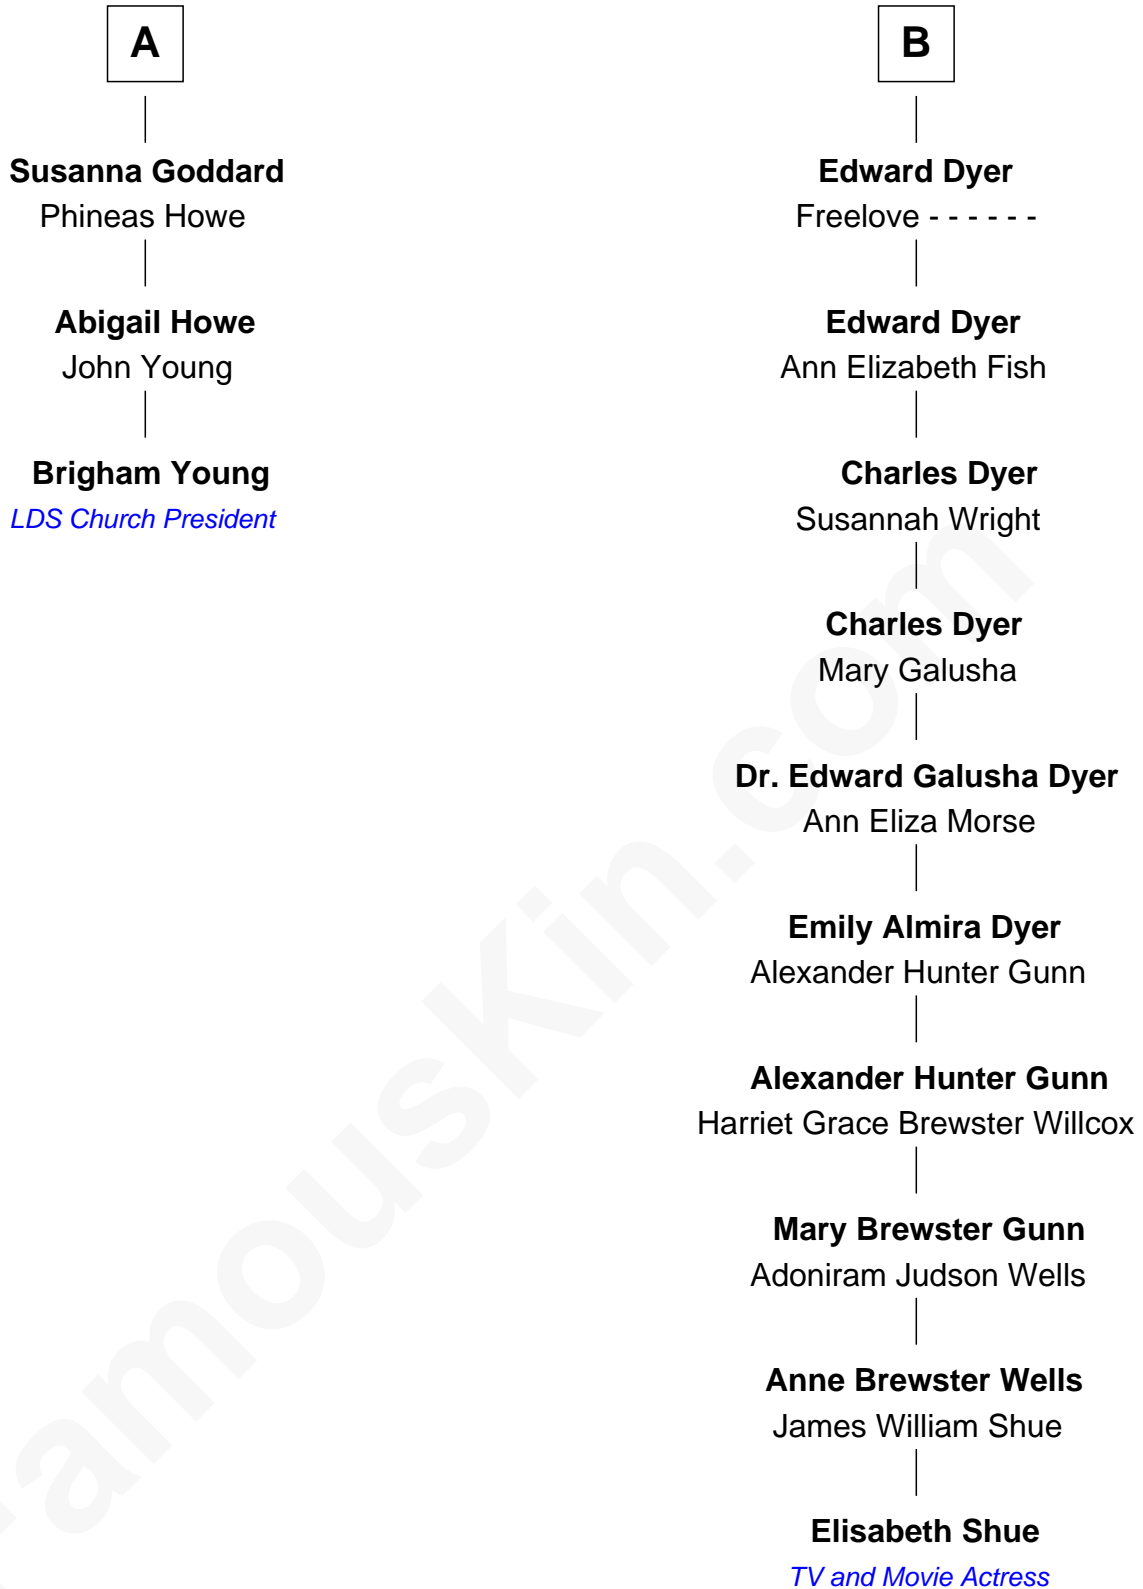 A
Susanna Goddard
Phineas Howe
Abigail Howe
John Young
Brigham Young
LDS Church President
B
Edward Dyer
Freelove - - - - - -
Edward Dyer
Ann Elizabeth Fish
Charles Dyer
Susannah Wright
Charles Dyer
Mary Galusha
Dr. Edward Galusha Dyer
Ann Eliza Morse
Emily Almira Dyer
Alexander Hunter Gunn
Alexander Hunter Gunn
Harriet Grace Brewster Willcox
Mary Brewster Gunn
Adoniram Judson Wells
Anne Brewster Wells
James William Shue
Elisabeth Shue
TV and Movie Actress
FamousKin.com